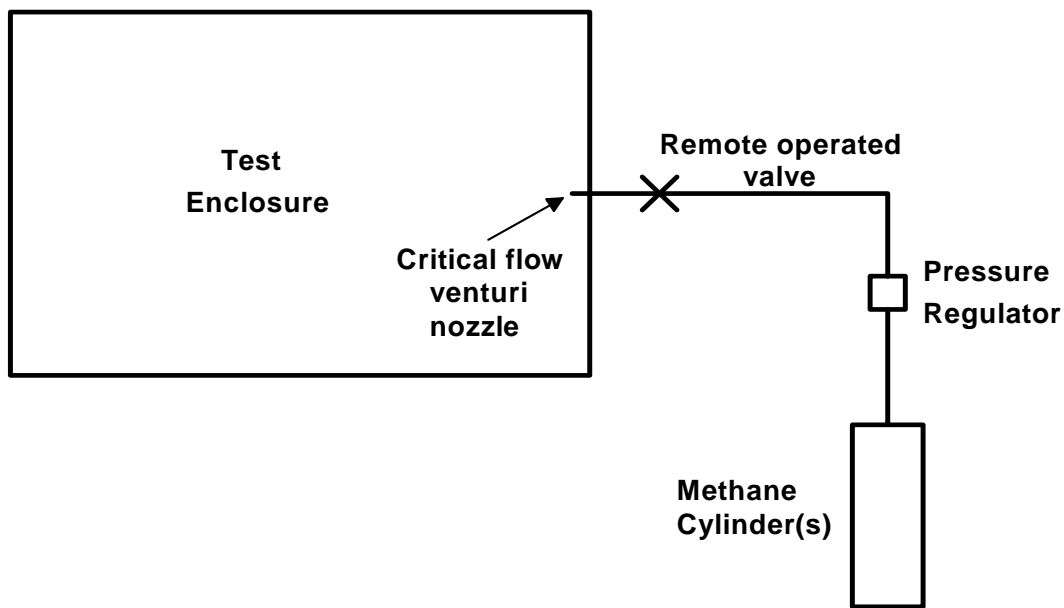 Test
Enclosure
Remote operated
valve
Critical flow
venturi
nozzle
Pressure
Regulator
Methane
Cylinder(s)